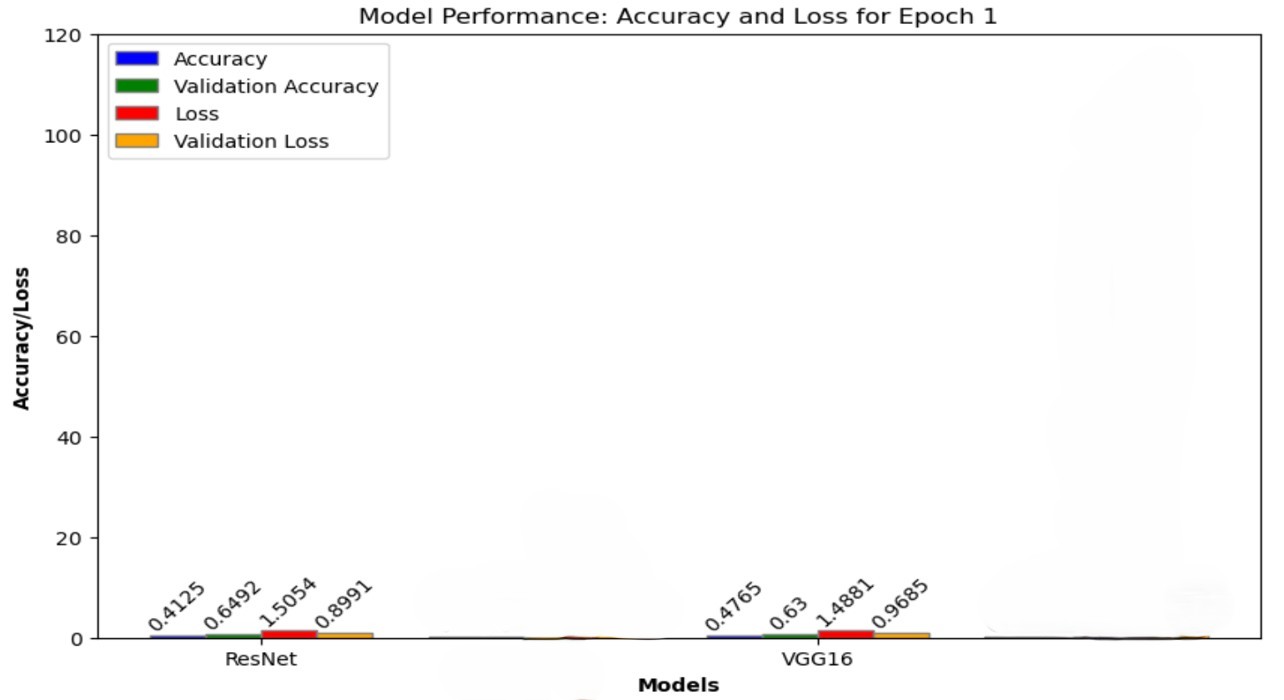 Model Performance: Accuracy and Loss for Epoch 1
120
100
80
60
40
20
0
Accuracy/Loss
Accuracy
Validation Accuracy
Loss
Validation Loss
0.4125
0.6492
1.5054
0.8991
0.4765
0.63
1.4881
0.9685
ResNet
VGG16
Models